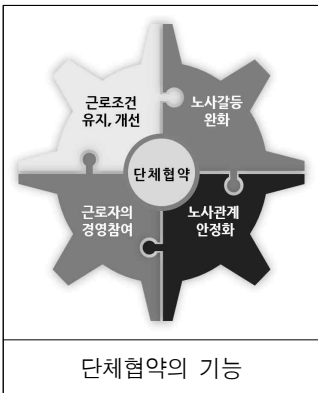 근로조건
유지, 개선
노사갈등
완화
단체협약
근로자의
경영참여
노사관계
안정화
단체협약의 기능